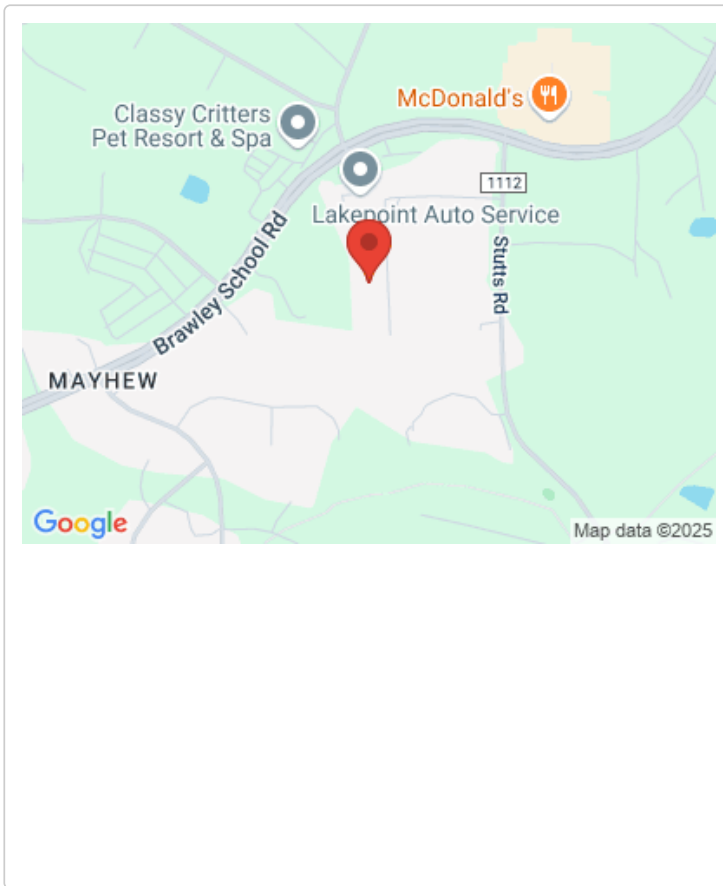 McDonald's
Classy Critters
Pet Resort & Spa
1112
Lakepoint Auto Service
Brawley School Rd
Stutts Rd
MAYHEW
Google
Map data ©2025